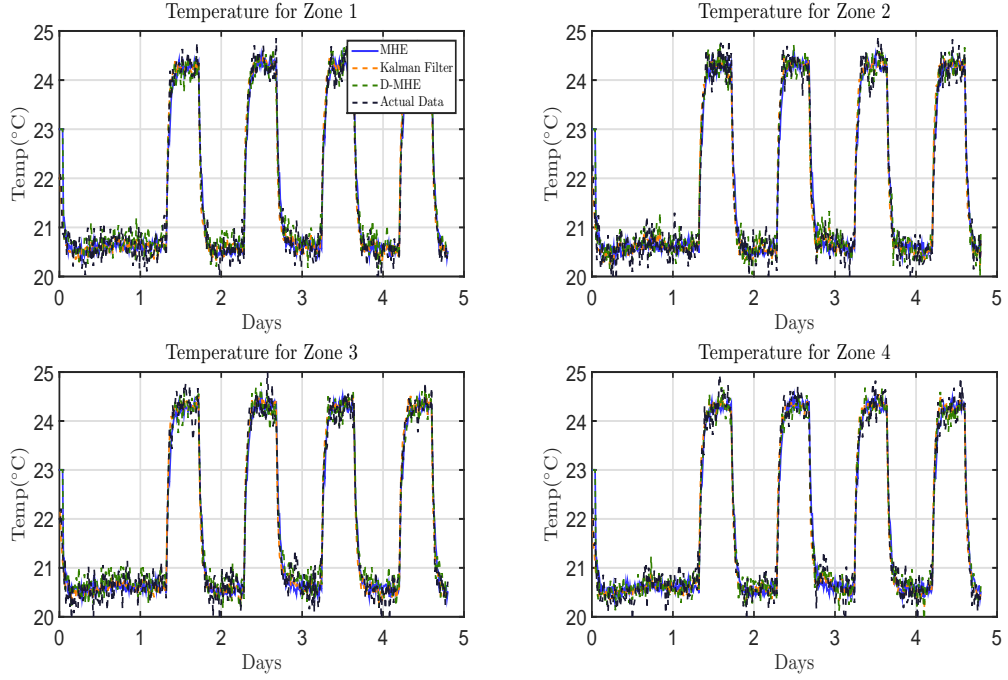 Temperature for Zone 1
25
24
23
22
21
20
Temp(°C)
0 1 2 3 4 5
Days
MHE
Kalman Filter
D-MHE
Actual Data
Temperature for Zone 2
25
24
23
22
21
20
Temp(°C)
0 1 2 3 4 5
Days
Temperature for Zone 3
25
24
23
22
21
20
Temp(°C)
0 1 2 3 4 5
Days
Temperature for Zone 4
25
24
23
22
21
20
Temp(°C)
0 1 2 3 4 5
Days